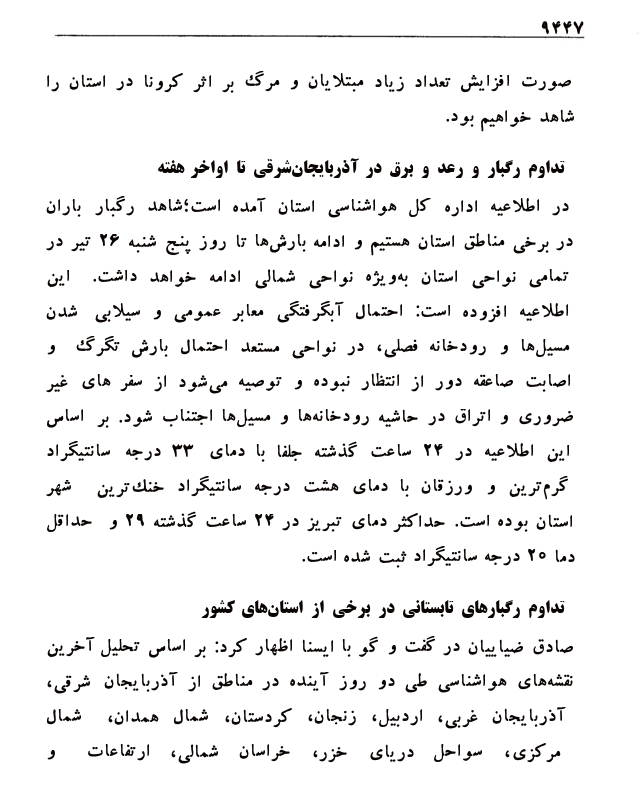 ۹۴۴۷
صورت افزایش تعداد زیاد مبتلایان و مرگ بر اثر کرونا در استان را
شاهد خواهیم بود.
تداوم رگبار و رعد و برق در آذربایجان‌شرقی تا اواخر هفته
در اطلاعیه اداره کل هواشناسی استان آمده است؛شاهد رگبار باران
در برخی مناطق استان هستیم و ادامه بارش‌ها تا روز پنج شنبه ۲۶ تیر در
تمامی نواحی استان به‌ویژه نواحی شمالی ادامه خواهد داشت. این
اطلاعیه افزوده است: احتمال آبگرفتگی معابر عمومی و سیلابی شدن
مسیل‌ها و رودخانه فصلی، در نواحی مستعد احتمال بارش تگرگ و
اصابت صاعقه دور از انتظار نبوده و توصیه می‌شود از سفر های غیر
ضروری و اتراق در حاشیه رودخانه‌ها و مسیل‌ها اجتناب شود. بر اساس
این اطلاعیه در ۲۴ ساعت گذشته جلفا با دمای ۳۳ درجه سانتیگراد
گرم‌ترین و ورزقان با دمای هشت درجه سانتیگراد خنک‌ترین شهر
استان بوده است. حداکثر دمای تبریز در ۲۴ ساعت گذشته ۲۹ و حداقل
دما ۲۰ درجه سانتیگراد ثبت شده است.
تداوم رگبارهای تابستانی در برخی از استان‌های کشور
صادق ضیاییان در گفت و گو با ایسنا اظهار کرد: بر اساس تحلیل آخرین
نقشه‌های هواشناسی طی دو روز آینده در مناطق از آذربایجان شرقی،
آذربایجان غربی، اردبیل، زنجان، کردستان، شمال همدان، شمال
مرکزی، سواحل دریای خزر، خراسان شمالی، ارتفاعات و